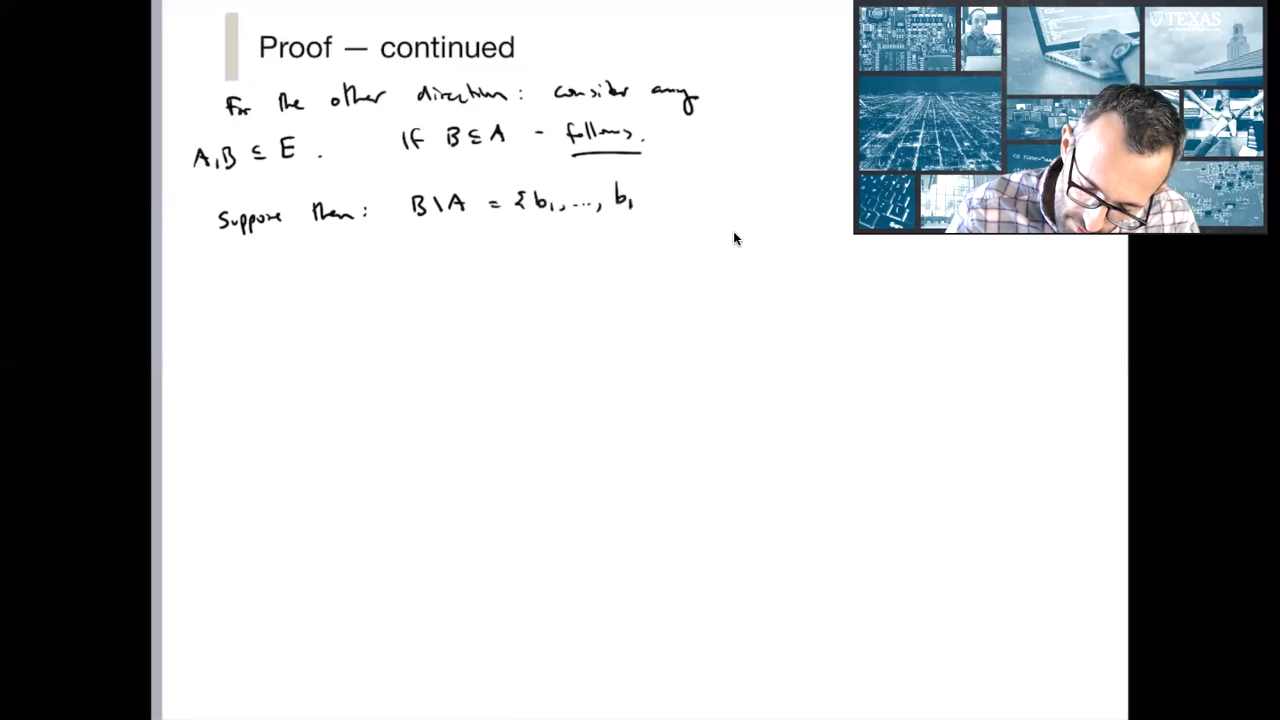 TEXAS
Proof — continued
For the other direction: consider any
A,B ⊆ E . If B ⊆ A - follows.
Suppose then: B \ A = {b₁,..., b₁